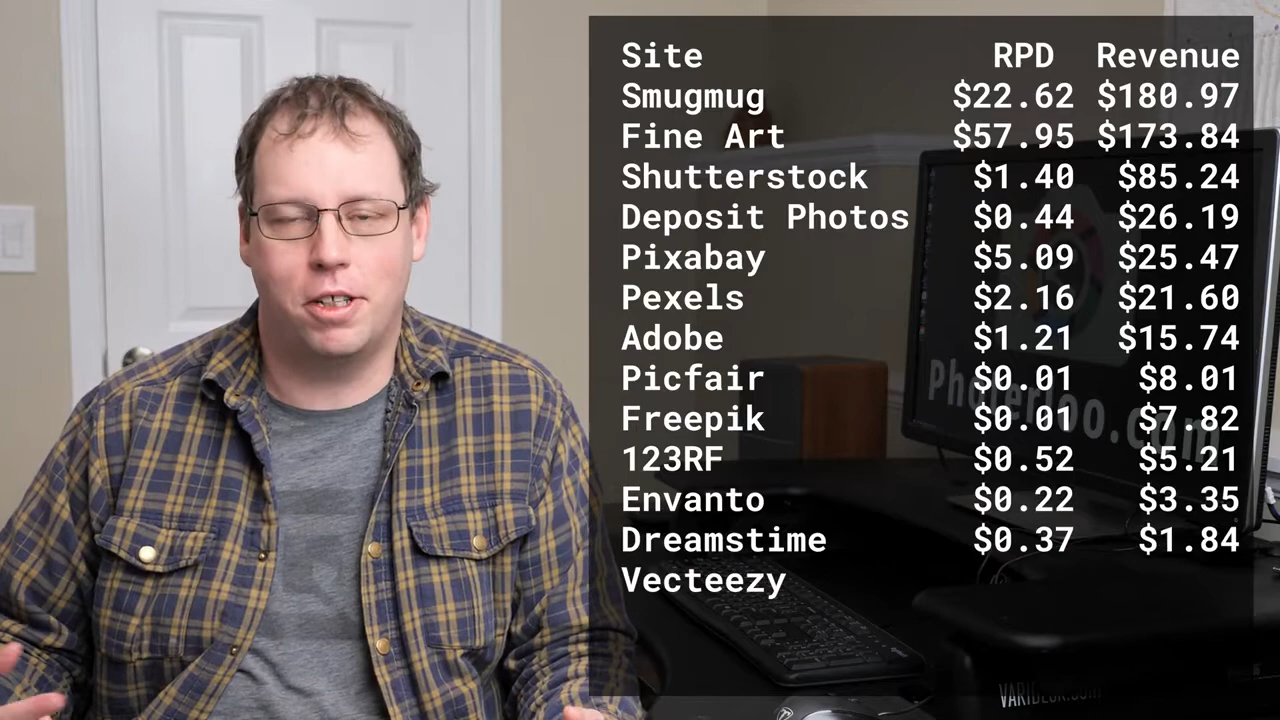 Site RPD Revenue
Smugmug $22.62 $180.97
Fine Art $57.95 $173.84
Shutterstock $1.40 $85.24
Deposit Photos $0.44 $26.19
Pixabay $5.09 $25.47
Pexels $2.16 $21.60
Adobe $1.21 $15.74
Picfair $0.01 $8.01
Freepik $0.01 $7.82
123RF $0.52 $5.21
Envanto $0.22 $3.35
Dreamstime $0.37 $1.84
Vecteezy
VARIDESK.COM